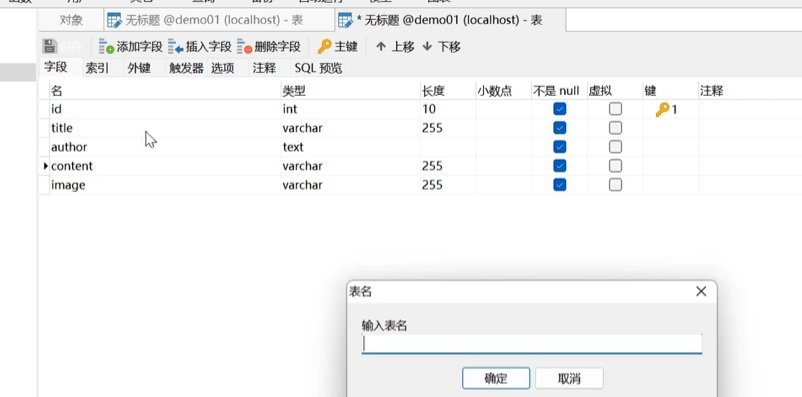 对象 无标题 @demo01 (localhost) - 表 * 无标题 @demo01 (localhost) - 表
保存 添加字段 插入字段 删除字段 主键 上移 下移
字段 索引 外键 触发器 选项 注释 SQL 预览
名 类型 长度 小数点 不是 null 虚拟 键 注释
id int 10 1
title varchar 255
author text
content varchar 255
image varchar 255
表名
输入表名
确定 取消